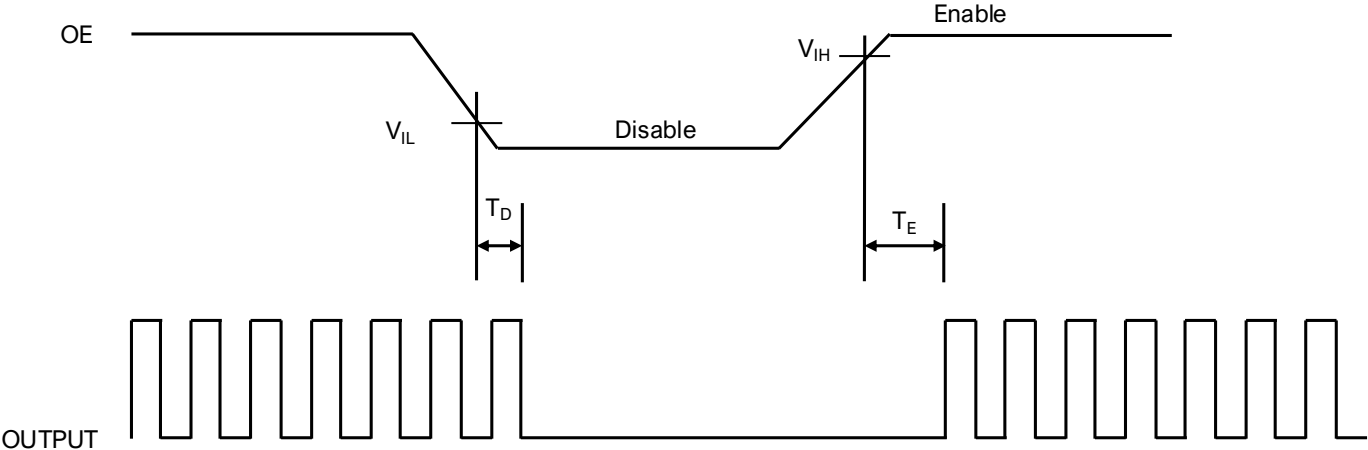 Enable
OE
VIH
VIL
Disable
TD
TE
OUTPUT